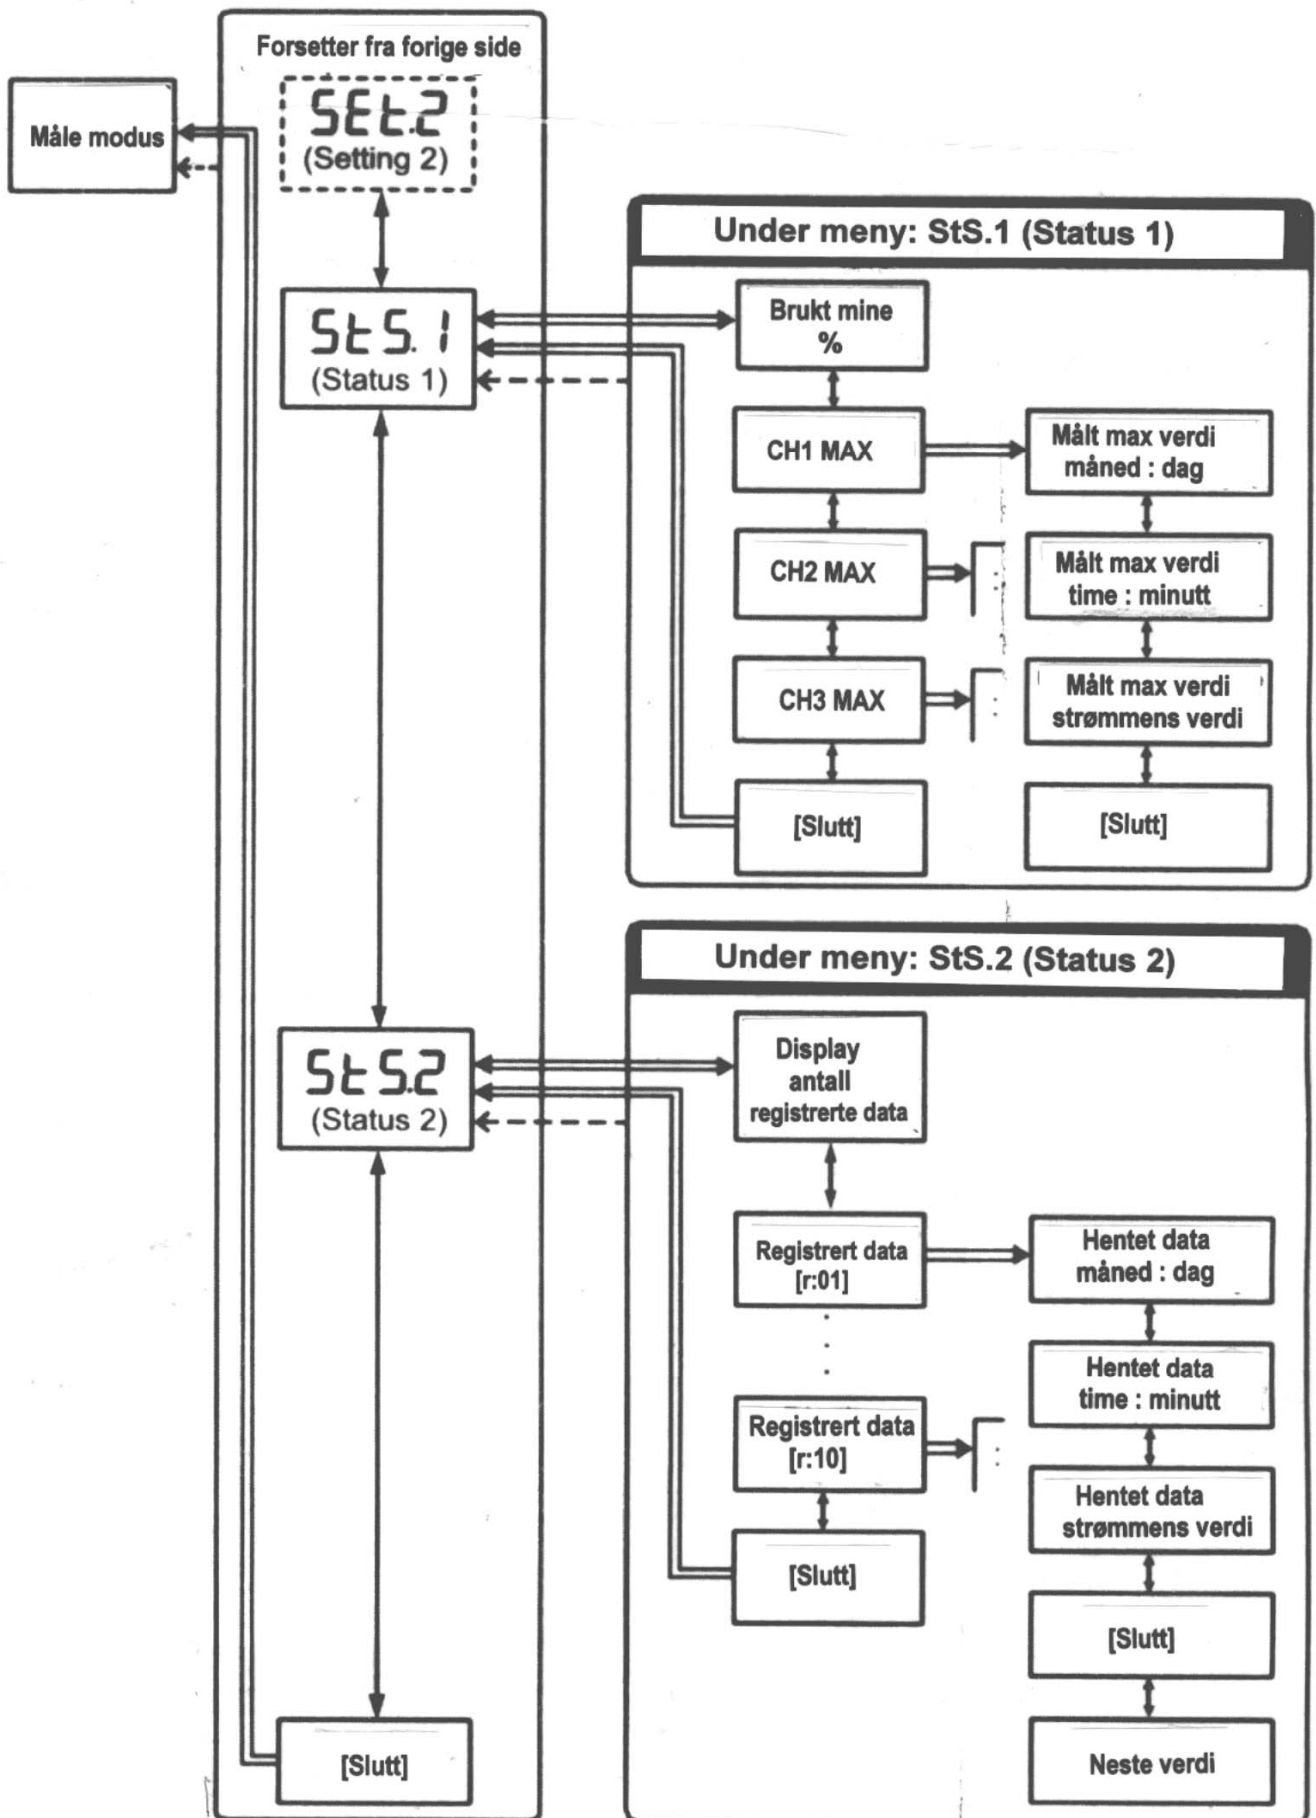 Forsetter fra forige side
Måle modus
SEt.2
(Setting 2)
StS.1
(Status 1)
Under meny: StS.1 (Status 1)
Brukt mine
%
CH1 MAX
Målt max verdi
måned : dag
CH2 MAX
Målt max verdi
time : minutt
CH3 MAX
Målt max verdi
strømmens verdi
[Slutt]
[Slutt]
Under meny: StS.2 (Status 2)
StS.2
(Status 2)
Display
antall
registrerte data
Registrert data
[r:01]
Hentet data
måned : dag
Hentet data
time : minutt
Registrert data
[r:10]
Hentet data
strømmens verdi
[Slutt]
[Slutt]
Neste verdi
[Slutt]